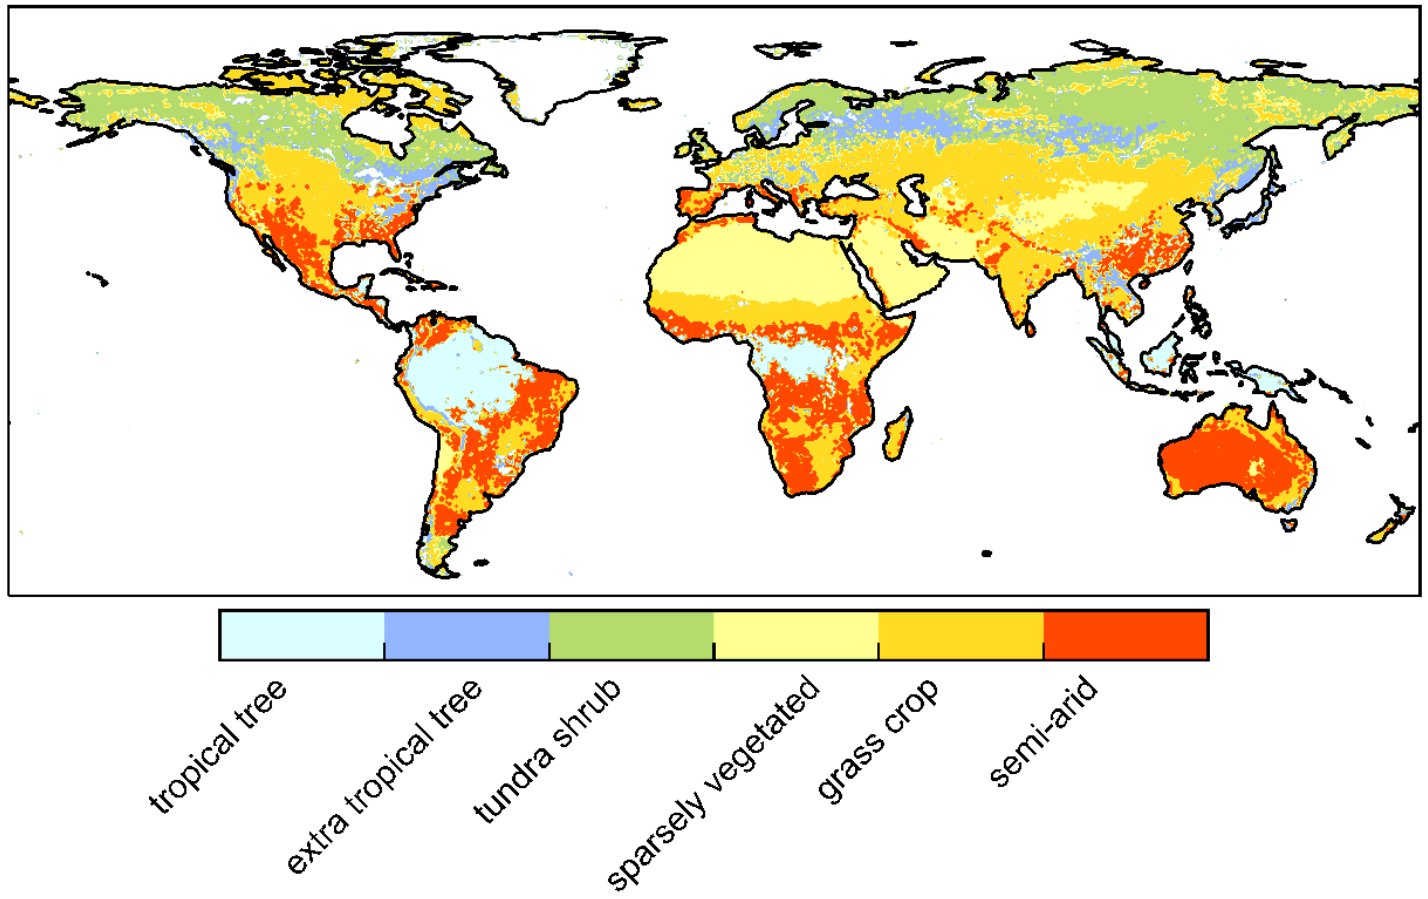 tropical tree
extra tropical tree
tundra shrub
sparsely vegetated
grass crop
semi-arid